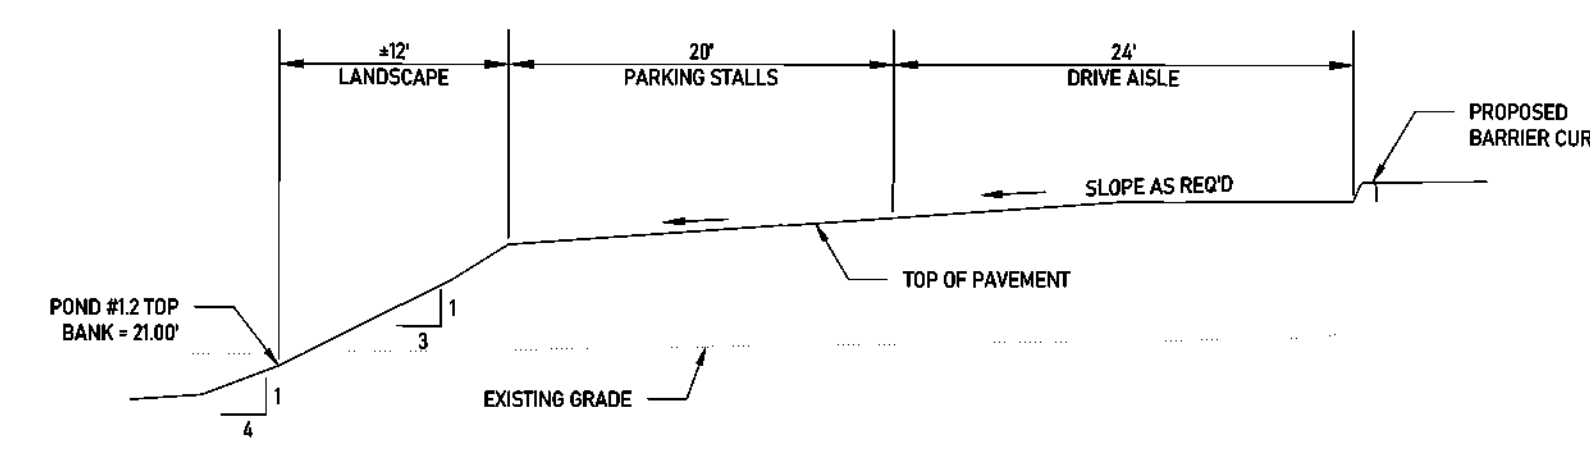 ±12'
LANDSCAPE
20'
PARKING STALLS
24'
DRIVE AISLE
PROPOSED
BARRIER CUR
SLOPE AS REQ'D
TOP OF PAVEMENT
POND #1.2 TOP
BANK = 21.00'
1
3
EXISTING GRADE
1
4